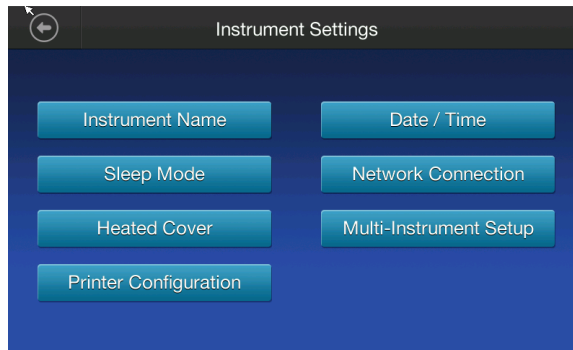 Instrument Settings
Instrument Name
Date / Time
Sleep Mode
Network Connection
Heated Cover
Multi-Instrument Setup
Printer Configuration